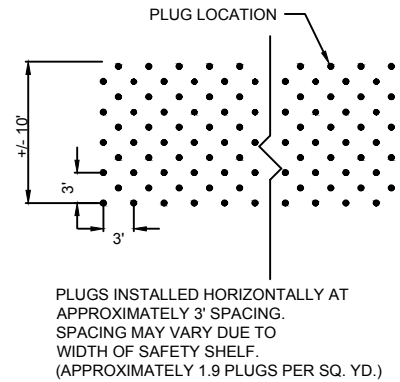 PLUG LOCATION
+/- 10'
3'
3'
PLUGS INSTALLED HORIZONTALLY AT
APPROXIMATELY 3' SPACING.
SPACING MAY VARY DUE TO
WIDTH OF SAFETY SHELF.
(APPROXIMATELY 1.9 PLUGS PER SQ. YD.)